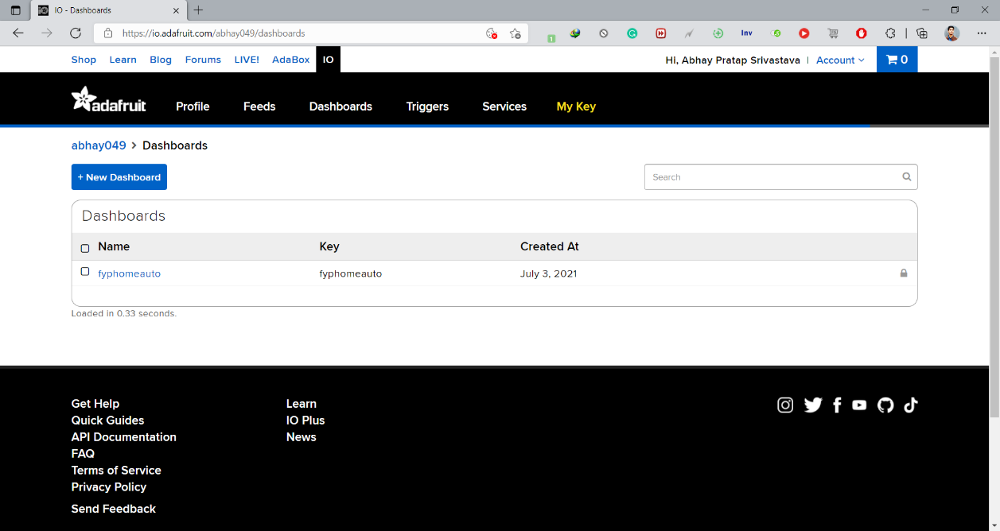 IO - Dashboards
https://io.adafruit.com/abhay049/dashboards
1
Inv
Shop Learn Blog Forums LIVE! AdaBox IO
Hi, Abhay Pratap Srivastava | Account 0
adafruit Profile Feeds Dashboards Triggers Services My Key
abhay049 > Dashboards
+ New Dashboard Search
Dashboards
Name Key Created At
fyphomeauto fyphomeauto July 3, 2021
Loaded in 0.33 seconds.
Get Help Learn
Quick Guides IO Plus
API Documentation News
FAQ
Terms of Service
Privacy Policy
Send Feedback